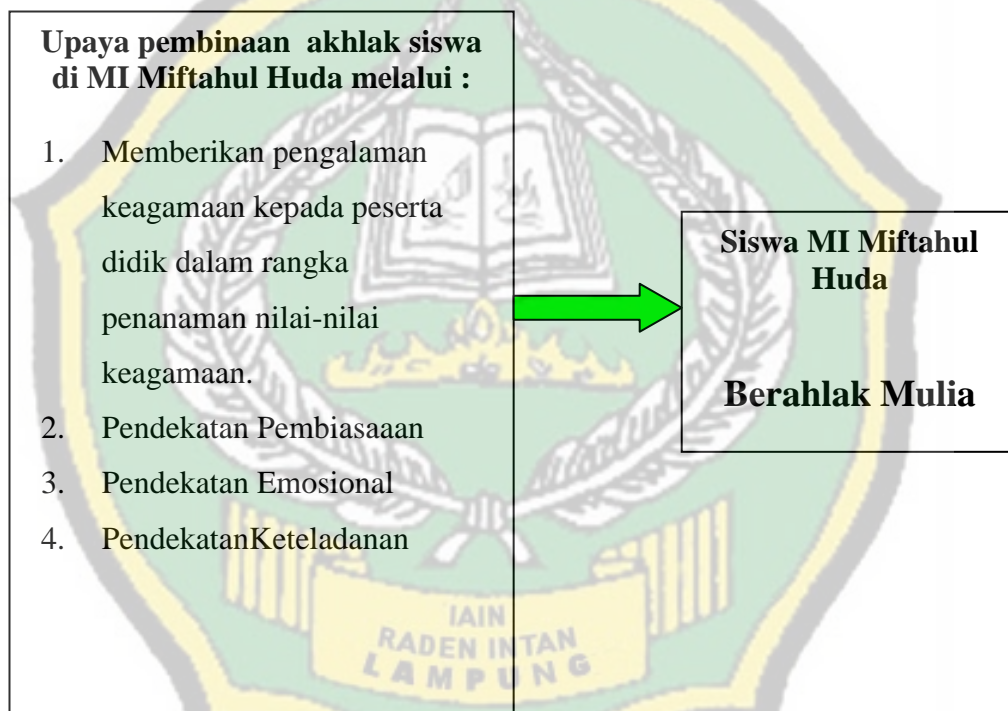 Upaya pembinaan akhlak siswa
di MI Miftahul Huda melalui :
1. Memberikan pengalaman
keagamaan kepada peserta
didik dalam rangka
penanaman nilai-nilai
keagamaan.
2. Pendekatan Pembiasaaan
3. Pendekatan Emosional
4. PendekatanKeteladanan
Siswa MI Miftahul
Huda
Berahlak Mulia
IAIN
RADEN INTAN
LAMPUNG